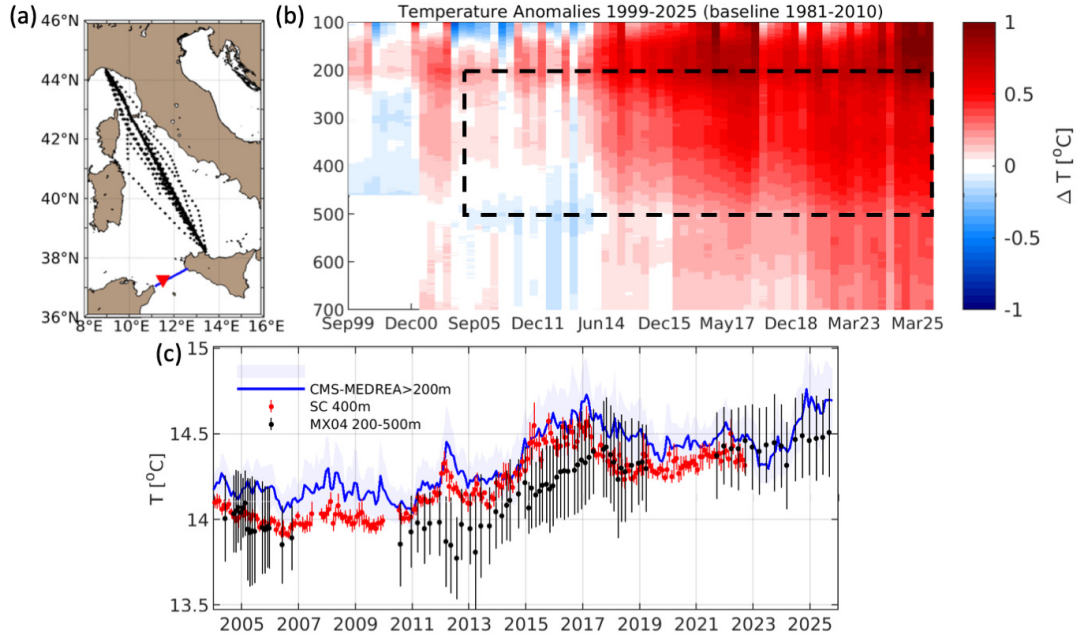 (a)
46°N
44°N
42°N
40°N
38°N
36°N
8°E 10°E 12°E 14°E 16°E
(b)
Temperature Anomalies 1999-2025 (baseline 1981-2010)
100
200
300
400
500
600
700
Sep99 Dec00 Sep05 Dec11 Jun14 Dec15 May17 Dec18 Mar23 Mar25
1
0.5
0
-0.5
-1
Δ T [°C]
(c)
15
14.5
14
13.5
T [°C]
CMS-MEDREA>200m
SC 400m
MX04 200-500m
2005 2007 2009 2011 2013 2015 2017 2019 2021 2023 2025